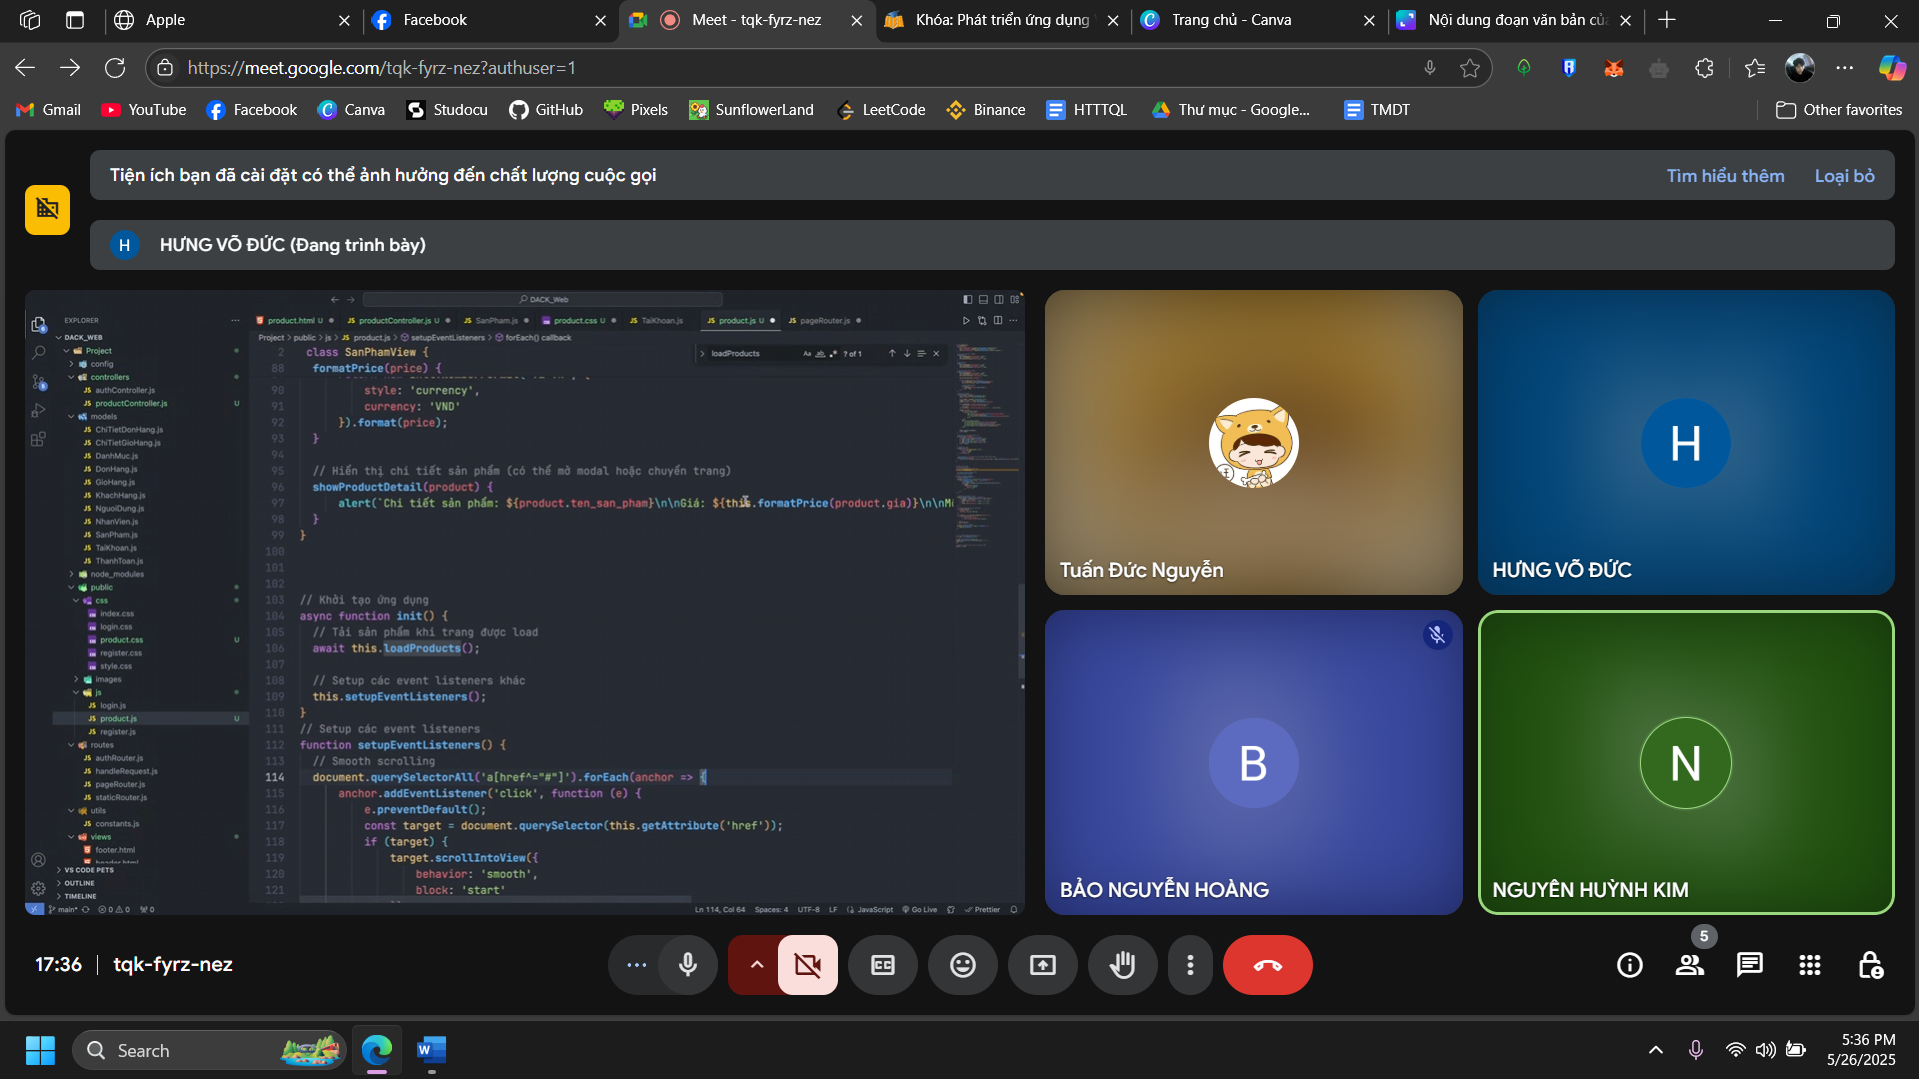 Apple
Facebook
Meet - tqk-fyrz-nez
Khóa: Phát triển ứng dụng
Trang chủ - Canva
Nội dung đoạn văn bản củ
https://meet.google.com/tqk-fyrz-nez?authuser=1
Gmail
YouTube
Facebook
Canva
Studocu
GitHub
Pixels
SunflowerLand
LeetCode
Binance
HTTTQL
Thư mục - Google...
TMDT
Other favorites
Tiện ích bạn đã cài đặt có thể ảnh hưởng đến chất lượng cuộc gọi
Tìm hiểu thêm
Loại bỏ
H
HƯNG VÕ ĐỨC (Đang trình bày)
DACK_Web
EXPLORER
product.html U
productController.js U
SanPham.js
product.css U
TaiKhoan.js
product.js U
pageRouter.js
Project > public > js > JS product.js > setupEventListeners > forEach() callback
loadProducts
? of 1
DACK_WEB
Project
config
controllers
authController.js
productController.js U
models
ChiTietDonHang.js
ChiTietGioHang.js
DanhMuc.js
DonHang.js
GioHang.js
KhachHang.js
NguoiDung.js
NhanVien.js
SanPham.js
TaiKhoan.js
ThanhToan.js
node_modules
public
css
index.css
login.css
product.css U
register.css
style.css
images
js
login.js
product.js U
register.js
routes
authRouter.js
handleRequest.js
pageRouter.js
staticRouter.js
utils
constants.js
views
footer.html
VS CODE PETS
OUTLINE
TIMELINE
2 class SanPhamView {
88 formatPrice(price) {
90 style: 'currency',
91 currency: 'VND'
92 }).format(price);
93 }
94
95 // Hiển thị chi tiết sản phẩm (có thể mở modal hoặc chuyển trang)
96 showProductDetail(product) {
97 alert(`Chi tiết sản phẩm: ${product.ten_san_pham}\n\nGiá: ${this.formatPrice(product.gia)}\n\nM
98 }
99 }
100
101
102
103 // Khởi tạo ứng dụng
104 async function init() {
105 // Tải sản phẩm khi trang được load
106 await this.loadProducts();
107
108 // Setup các event listeners khác
109 this.setupEventListeners();
110 }
111 // Setup các event listeners
112 function setupEventListeners() {
113 // Smooth scrolling
114 document.querySelectorAll('a[href^="#"]').forEach(anchor => {
115 anchor.addEventListener('click', function (e) {
116 e.preventDefault();
117 const target = document.querySelector(this.getAttribute('href'));
118 if (target) {
119 target.scrollIntoView({
120 behavior: 'smooth',
121 block: 'start'
main*
0 0
0
Ln 114, Col 64
Spaces: 4
UTF-8
LF
JavaScript
Go Live
Prettier
Tuấn Đức Nguyễn
H
HƯNG VÕ ĐỨC
B
BẢO NGUYỄN HOÀNG
N
NGUYÊN HUỲNH KIM
17:36 | tqk-fyrz-nez
5
Search
5:36 PM
5/26/2025